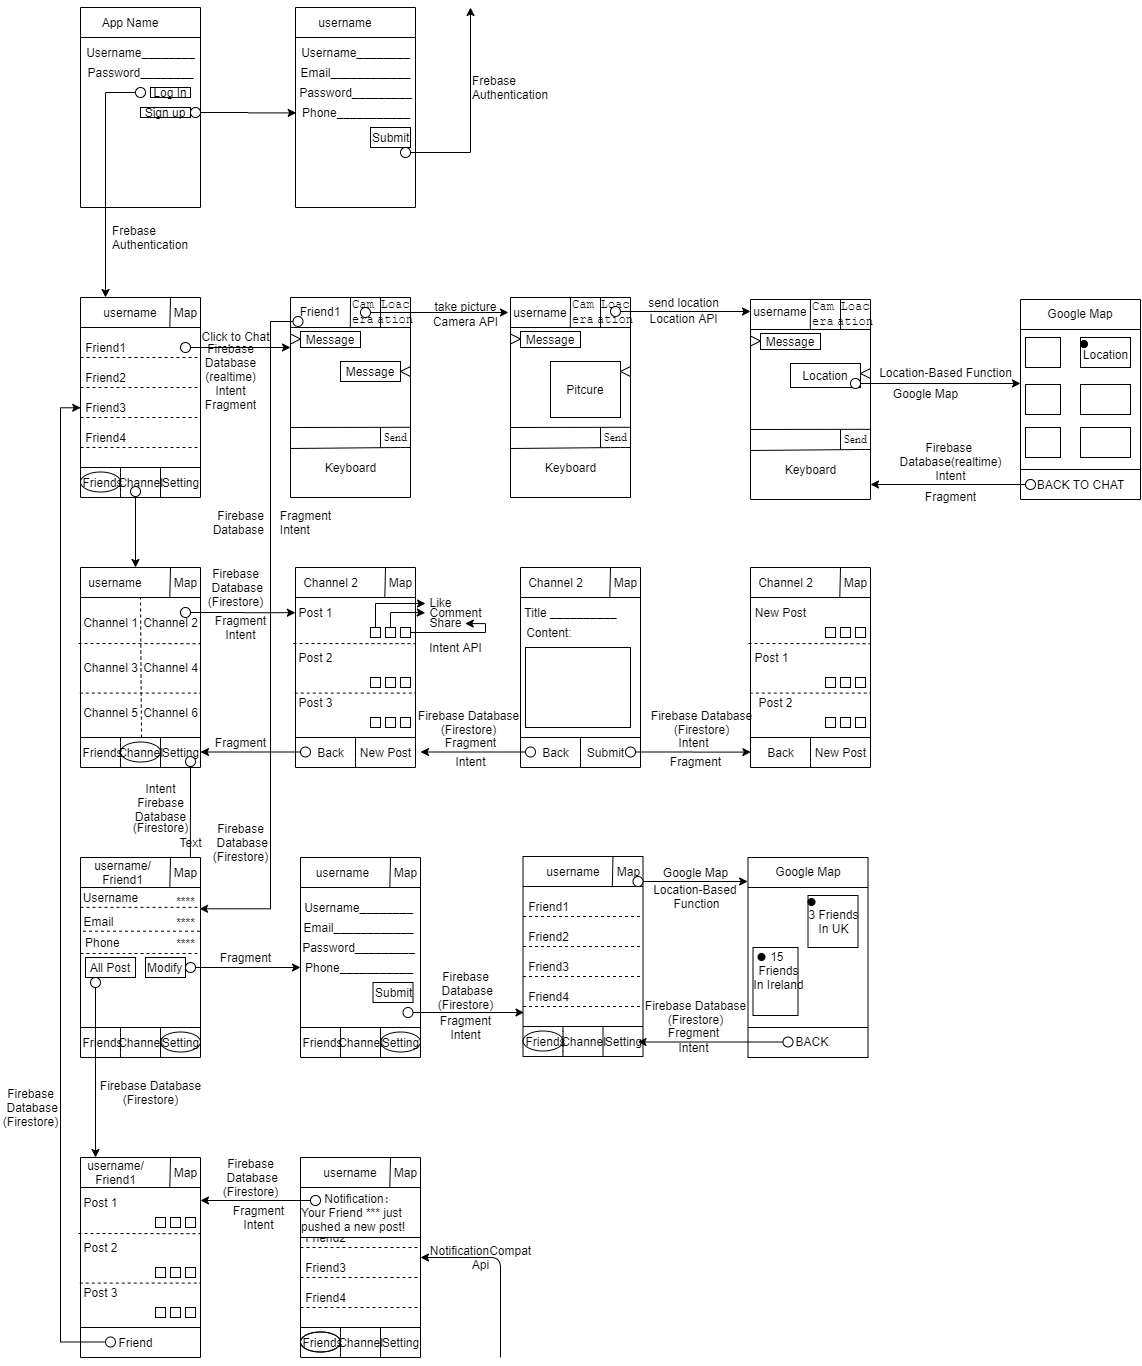 App Name
Username________
Password________
Log In
Sign up
username
Username________
Email____________
Password_________
Phone___________
Submit
Frebase
Authentication
Frebase
Authentication
username
Map
Friend1
Friend2
Friend3
Friend4
Friends
Channel
Setting
Click to Chat
Firebase
Database
(realtime)
Intent
Fragment
Friend1
Cam
era
Loac
ation
Message
Message
Send
Keyboard
take picture
Camera API
username
Cam
era
Loac
ation
Message
Pitcure
Send
Keyboard
send location
Location API
username
Cam
era
Loac
ation
Message
Location
Send
Keyboard
Location-Based Function
Google Map
Google Map
Location
BACK TO CHAT
Firebase
Database(realtime)
Intent
Fragment
Firebase
Database
Fragment
Intent
username
Map
Channel 1
Channel 2
Channel 3
Channel 4
Channel 5
Channel 6
Friends
Channel
Setting
Firebase
Database
(Firestore)
Fragment
Intent
Channel 2
Map
Post 1
Like
Comment
Share
Intent API
Post 2
Post 3
Back
New Post
Fragment
Firebase Database
(Firestore)
Fragment
Intent
Channel 2
Map
Title __________
Content:
Back
Submit
Firebase Database
(Firestore)
Intent
Fragment
Channel 2
Map
New Post
Post 1
Post 2
Back
New Post
Intent
Firebase
Database
(Firestore)
Text
Firebase
Database
(Firestore)
username/
Friend1
Map
Username
****
Email
****
Phone
****
All Post
Modify
Friends
Channel
Setting
Fragment
username
Map
Username________
Email____________
Password_________
Phone___________
Submit
Friends
Channel
Setting
Firebase
Database
(Firestore)
Fragment
Intent
username
Map
Friend1
Friend2
Friend3
Friend4
Friends
Channel
Setting
Google Map
Location-Based
Function
Google Map
3 Friends
In UK
15
Friends
In Ireland
BACK
Firebase Database
(Firestore)
Fregment
Intent
Firebase
Database
(Firestore)
Firebase Database
(Firestore)
username/
Friend1
Map
Post 1
Post 2
Post 3
Friend
Firebase
Database
(Firestore)
Fragment
Intent
username
Map
Notification：
Your Friend *** just
pushed a new post!
Friend2
Friend3
Friend4
Friends
Channel
Setting
NotificationCompat
Api